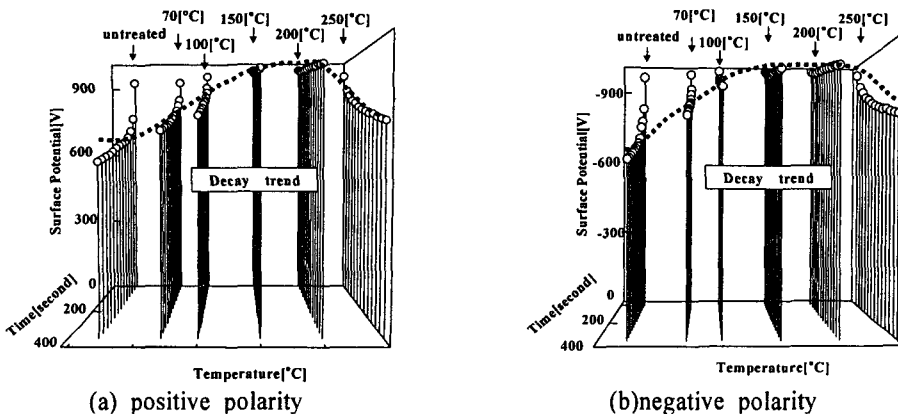 70[°C]
150[°C]
250[°C]
untreated
100[°C]
200[°C]
900
600
300
0
200
400
Surface Potential[V]
Time[second]
Decay trend
Temperature[°C]
(a) positive polarity
untreated
70[°C]
100[°C]
150[°C]
200[°C]
250[°C]
-900
-600
-300
0
200
400
Surface Potential[V]
Time[second]
Decay trend
Temperature[°C]
(b)negative polarity